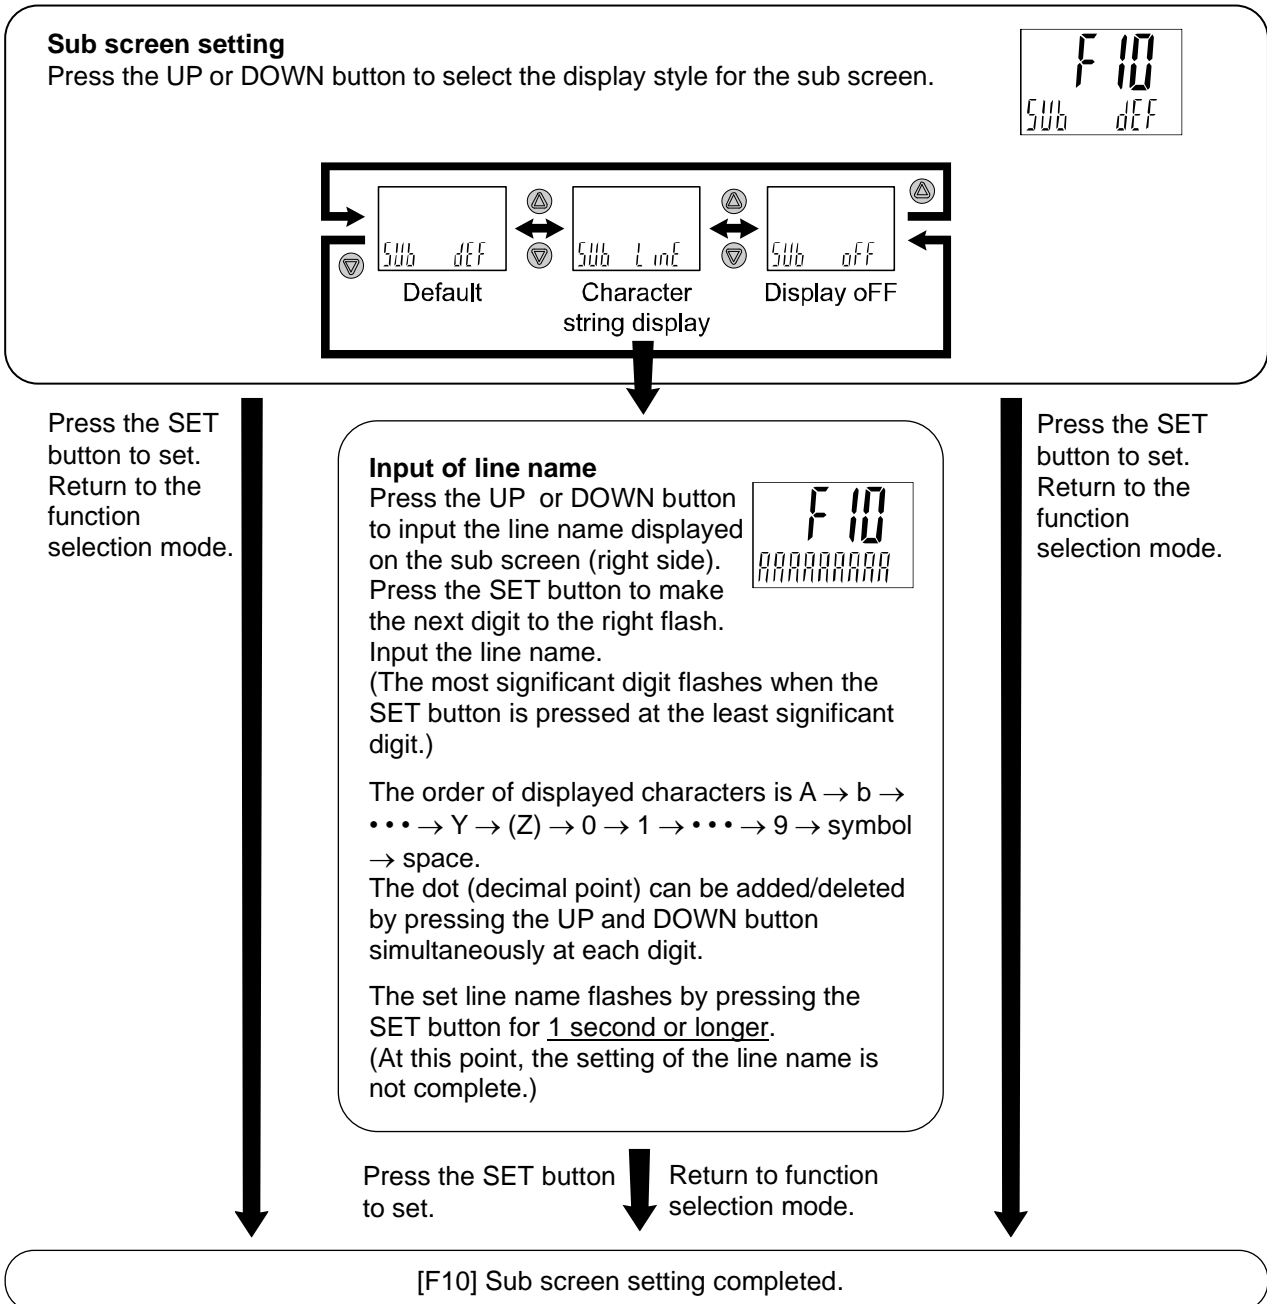 Sub screen setting
Press the UP or DOWN button to select the display style for the sub screen.
F 10
SUb dEF
SUb dEF
SUb LinE
SUb oFF
Default
Character
string display
Display oFF
Press the SET
button to set.
Return to the
function
selection mode.
Input of line name
Press the UP or DOWN button
to input the line name displayed
on the sub screen (right side).
Press the SET button to make
the next digit to the right flash.
Input the line name.
(The most significant digit flashes when the
SET button is pressed at the least significant
digit.)
F 10
AAAAAAAAA
The order of displayed characters is A → b →
• • • → Y → (Z) → 0 → 1 → • • • → 9 → symbol
→ space.
The dot (decimal point) can be added/deleted
by pressing the UP and DOWN button
simultaneously at each digit.
The set line name flashes by pressing the
SET button for 1 second or longer.
(At this point, the setting of the line name is
not complete.)
Press the SET
button to set.
Return to the
function
selection mode.
Press the SET button
to set.
Return to function
selection mode.
[F10] Sub screen setting completed.